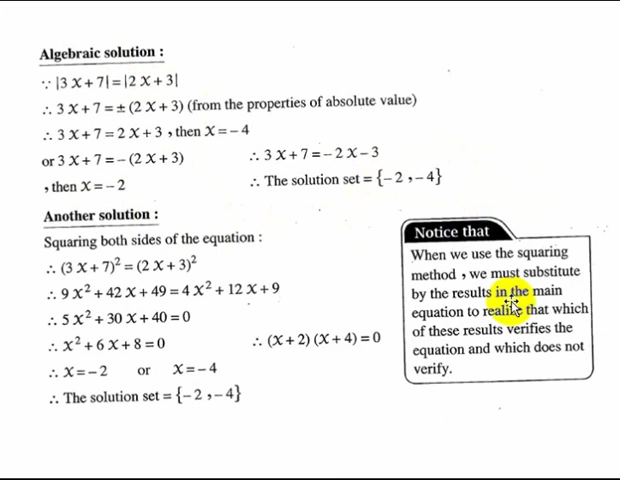 Algebraic solution :
∵ |3 X + 7| = |2 X + 3|
∴ 3 X + 7 = ± (2 X + 3) (from the properties of absolute value)
∴ 3 X + 7 = 2 X + 3 , then X = – 4
or 3 X + 7 = – (2 X + 3) ∴ 3 X + 7 = – 2 X – 3
, then X = – 2 ∴ The solution set = {– 2 , – 4}
Another solution :
Squaring both sides of the equation :
∴ (3 X + 7)² = (2 X + 3)²
∴ 9 X² + 42 X + 49 = 4 X² + 12 X + 9
∴ 5 X² + 30 X + 40 = 0
∴ X² + 6 X + 8 = 0 ∴ (X + 2) (X + 4) = 0
∴ X = – 2 or X = – 4
∴ The solution set = {– 2 , – 4}
Notice that
When we use the squaring
method , we must substitute
by the results in the main
equation to realize that which
of these results verifies the
equation and which does not
verify.